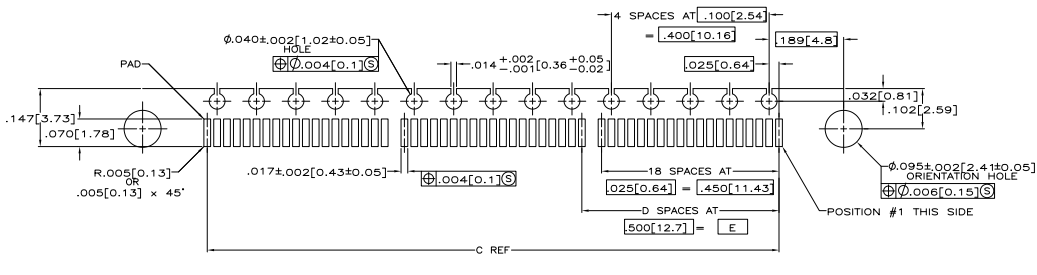 4 SPACES AT .100[2.54]
= .400[10.16]
.189[4.8]
Ø.040±.002[1.02±0.05]
HOLE
⌖ Ø.004[0.1]Ⓢ
.014 +.002 -.001 [0.36 +0.05 -0.02]
.025[0.64]
PAD
.032[0.81]
.102[2.59]
.147[3.73]
.070[1.78]
R.005[0.13]
OR
.005[0.13] × 45°
.017±.002[0.43±0.05]
⌖ .004[0.1]Ⓢ
18 SPACES AT
.025[0.64] = .450[11.43]
Ø.095±.002[2.41±0.05]
ORIENTATION HOLE
⌖ Ø.006[0.15]Ⓢ
D SPACES AT
.500[12.7] = E
POSITION #1 THIS SIDE
C REF